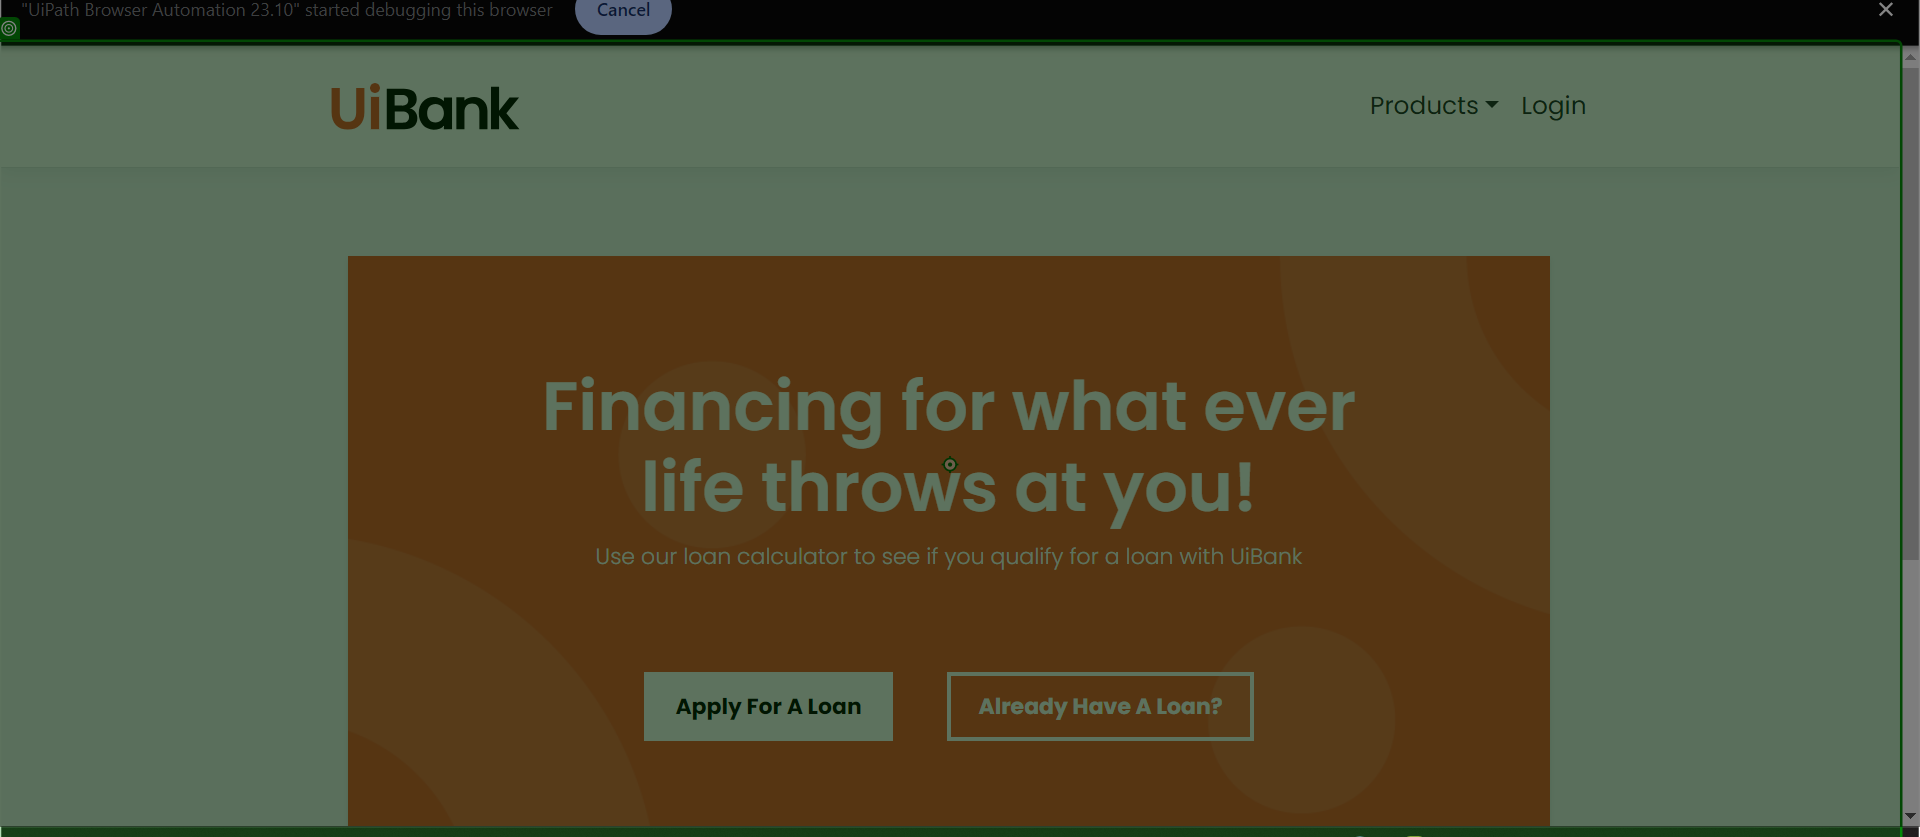 "UiPath Browser Automation 23.10" started debugging this browser
Cancel
UiBank
Products
Login
Financing for what ever
life throws at you!
Use our loan calculator to see if you qualify for a loan with UiBank
Apply For A Loan
Already Have A Loan?